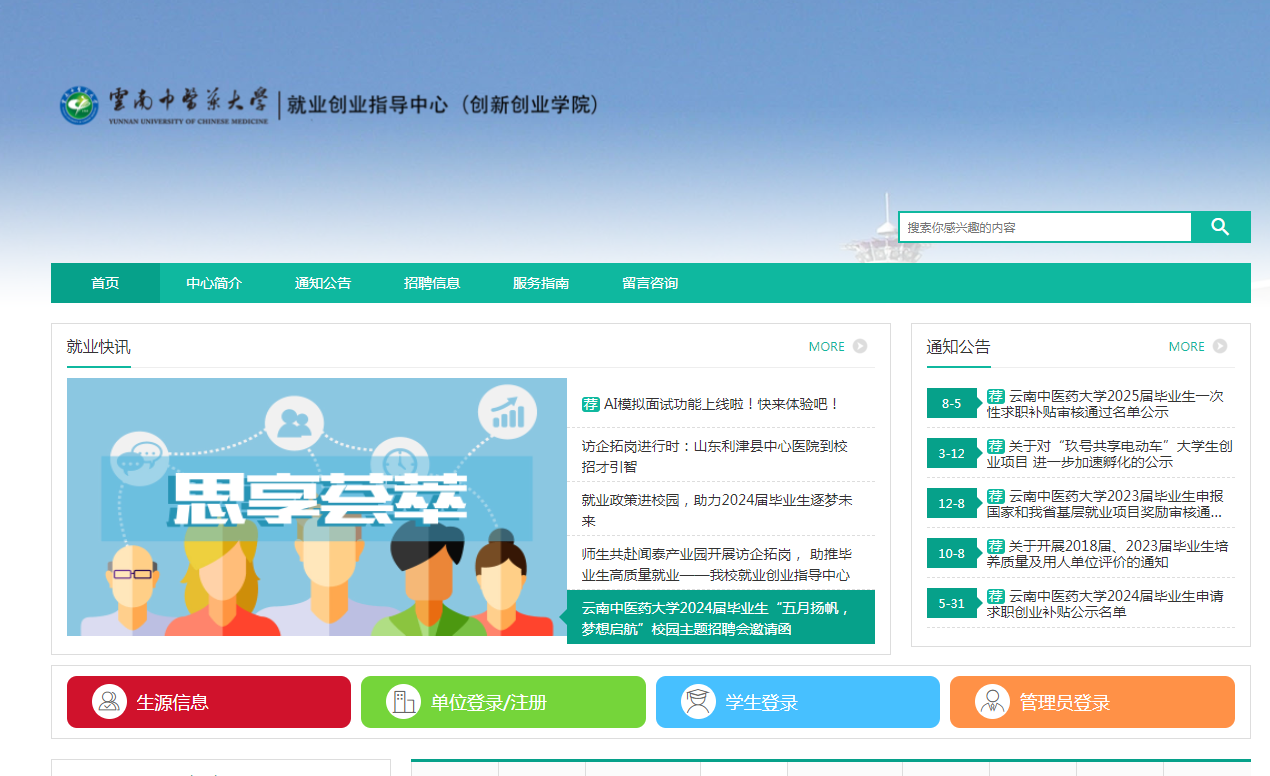 雲南中醫藥大學
YUNNAN UNIVERSITY OF CHINESE MEDICINE
就业创业指导中心（创新创业学院）
搜索你感兴趣的内容
首页 中心简介 通知公告 招聘信息 服务指南 留言咨询
就业快讯
MORE
思享荟萃
荐 AI模拟面试功能上线啦！快来体验吧！
访企拓岗进行时：山东利津县中心医院到校
招才引智
就业政策进校园，助力2024届毕业生逐梦未
来
师生共赴闻泰产业园开展访企拓岗， 助推毕
业生高质量就业——我校就业创业指导中心
云南中医药大学2024届毕业生“五月扬帆，
梦想启航”校园主题招聘会邀请函
通知公告
MORE
8-5
荐 云南中医药大学2025届毕业生一次
性求职补贴审核通过名单公示
3-12
荐 关于对“玖号共享电动车”大学生创
业项目 进一步加速孵化的公示
12-8
荐 云南中医药大学2023届毕业生申报
国家和我省基层就业项目奖励审核通...
10-8
荐 关于开展2018届、2023届毕业生培
养质量及用人单位评价的通知
5-31
荐 云南中医药大学2024届毕业生申请
求职创业补贴公示名单
生源信息 单位登录/注册 学生登录 管理员登录